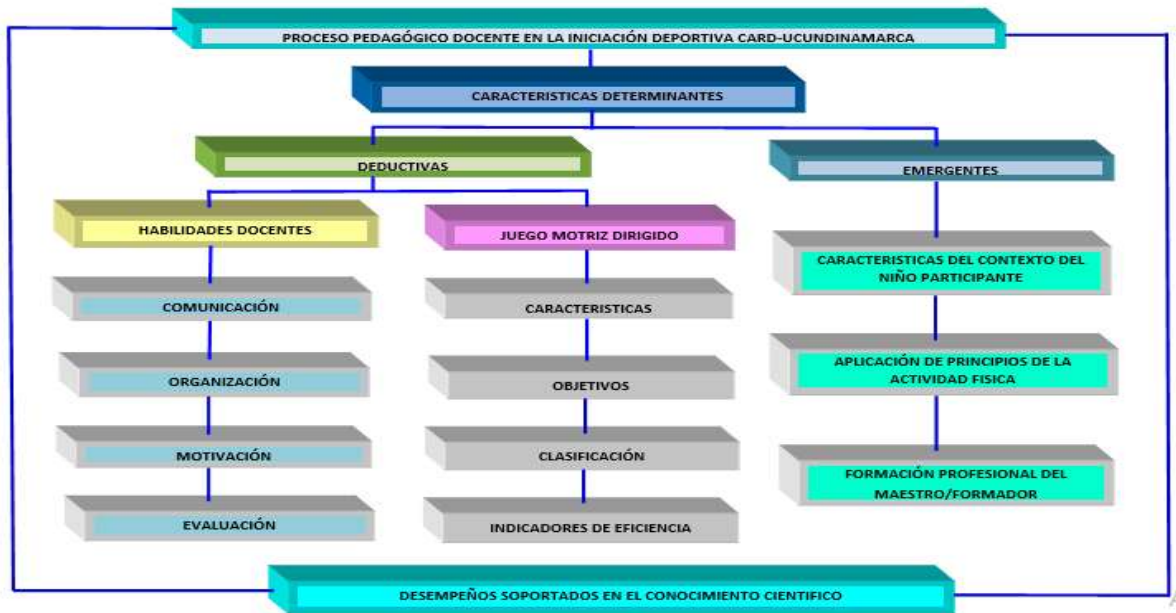 PROCESO PEDAGÓGICO DOCENTE EN LA INICIACIÓN DEPORTIVA CARD-UCUNDINAMARCA
CARACTERISTICAS DETERMINANTES
DEDUCTIVAS
EMERGENTES
HABILIDADES DOCENTES
JUEGO MOTRIZ DIRIGIDO
COMUNICACIÓN
ORGANIZACIÓN
MOTIVACIÓN
EVALUACIÓN
CARACTERISTICAS
OBJETIVOS
CLASIFICACIÓN
INDICADORES DE EFICIENCIA
CARACTERISTICAS DEL CONTEXTO DEL
NIÑO PARTICIPANTE
APLICACIÓN DE PRINCIPIOS DE LA
ACTIVIDAD FISICA
FORMACIÓN PROFESIONAL DEL
MAESTRO/FORMADOR
DESEMPEÑOS SOPORTADOS EN EL CONOCIMIENTO CIENTIFICO